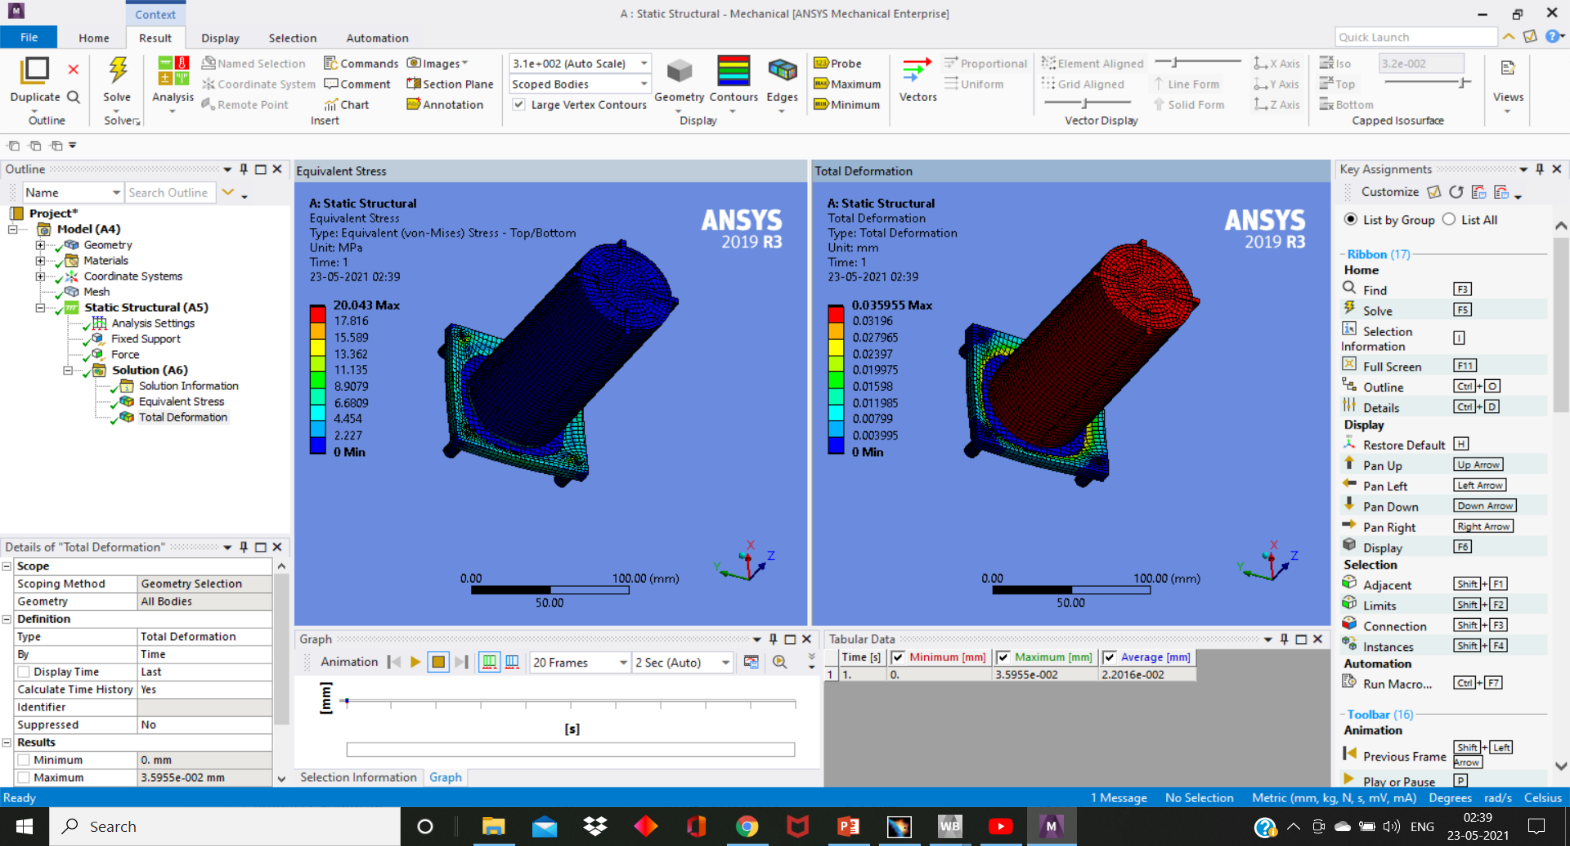 Context
A : Static Structural - Mechanical [ANSYS Mechanical Enterprise]
File Home Result Display Selection Automation
Quick Launch
Duplicate
Outline
Solve
Solver
Analysis
Named Selection
Coordinate System
Remote Point
Commands
Comment
Chart
Images
Section Plane
Annotation
Insert
3.1e+002 (Auto Scale)
Scoped Bodies
Large Vertex Contours
Geometry
Contours
Edges
Display
Probe
Maximum
Minimum
Vectors
Proportional
Uniform
Element Aligned
Grid Aligned
Line Form
Solid Form
X Axis
Y Axis
Z Axis
Vector Display
Iso
Top
Bottom
3.2e-002
Capped Isosurface
Views
Outline
Name
Search Outline
Project*
Model (A4)
Geometry
Materials
Coordinate Systems
Mesh
Static Structural (A5)
Analysis Settings
Fixed Support
Force
Solution (A6)
Solution Information
Equivalent Stress
Total Deformation
Details of "Total Deformation"
Scope
Scoping Method Geometry Selection
Geometry All Bodies
Definition
Type Total Deformation
By Time
Display Time Last
Calculate Time History Yes
Identifier
Suppressed No
Results
Minimum 0. mm
Maximum 3.5955e-002 mm
Equivalent Stress
A: Static Structural
Equivalent Stress
Type: Equivalent (von-Mises) Stress - Top/Bottom
Unit: MPa
Time: 1
23-05-2021 02:39
ANSYS
2019 R3
20.043 Max
17.816
15.589
13.362
11.135
8.9079
6.6809
4.454
2.227
0 Min
X
Y
Z
0.00 100.00 (mm)
50.00
Total Deformation
A: Static Structural
Total Deformation
Type: Total Deformation
Unit: mm
Time: 1
23-05-2021 02:39
ANSYS
2019 R3
0.035955 Max
0.03196
0.027965
0.02397
0.019975
0.01598
0.011985
0.00799
0.003995
0 Min
X
Y
Z
0.00 100.00 (mm)
50.00
Graph
Animation 20 Frames 2 Sec (Auto)
[mm]
[s]
Selection Information Graph
Tabular Data
Time [s] Minimum [mm] Maximum [mm] Average [mm]
1 1. 0. 3.5955e-002 2.2016e-002
Key Assignments
Customize
List by Group List All
Ribbon (17)
Home
Find F3
Solve F5
Selection
Information I
Full Screen F11
Outline Ctrl + O
Details Ctrl + D
Display
Restore Default H
Pan Up Up Arrow
Pan Left Left Arrow
Pan Down Down Arrow
Pan Right Right Arrow
Display F6
Selection
Adjacent Shift + F1
Limits Shift + F2
Connection Shift + F3
Instances Shift + F4
Automation
Run Macro... Ctrl + F7
Toolbar (16)
Animation
Previous Frame Shift + Left
Arrow
Play or Pause P
Ready
1 Message No Selection Metric (mm, kg, N, s, mV, mA) Degrees rad/s Celsius
Search
WB
M
ENG
02:39
23-05-2021